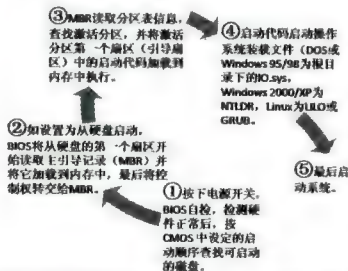 ③MBR读取分区表信息,
查找激活分区，并将激活
分区第一个扇区（引导扇
区）中的启动代码加载到
内存中执行。
④启动代码启动操作
系统装载文件（DOS或
Windows 95/98为根目
录下的IO.sys,
Windows 2000/XP为
NTLDR，Linux为LILO或
GRUB。
②如设置为从硬盘启动，
BIOS将从硬盘的第一个扇区开
始读取主引导记录（MBR）并
将它加载到内存中，最后将控
制权转交给MBR。
①按下电源开关。
BIOS自检，检测硬
件正常后，按
CMOS中设定的启
动顺序查找可启动
的磁盘。
⑤最后启
动系统。